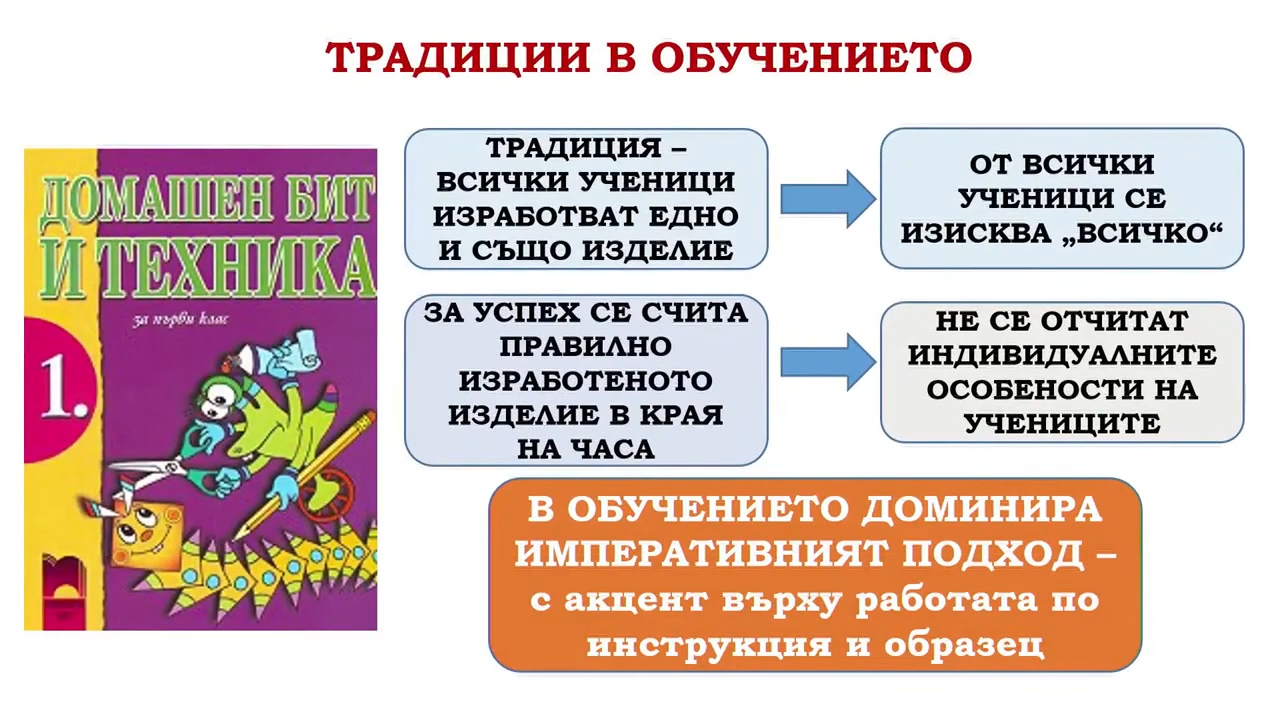 ТРАДИЦИИ В ОБУЧЕНИЕТО
ДОМАШЕН БИТ
И ТЕХНИКА
за първи клас
1.
ТРАДИЦИЯ –
ВСИЧКИ УЧЕНИЦИ
ИЗРАБОТВАТ ЕДНО
И СЪЩО ИЗДЕЛИЕ
ОТ ВСИЧКИ
УЧЕНИЦИ СЕ
ИЗИСКВА „ВСИЧКО“
ЗА УСПЕХ СЕ СЧИТА
ПРАВИЛНО
ИЗРАБОТЕНОТО
ИЗДЕЛИЕ В КРАЯ
НА ЧАСА
НЕ СЕ ОТЧИТАТ
ИНДИВИДУАЛНИТЕ
ОСОБЕНОСТИ НА
УЧЕНИЦИТЕ
В ОБУЧЕНИЕТО ДОМИНИРА
ИМПЕРАТИВНИЯТ ПОДХОД –
с акцент върху работата по
инструкция и образец